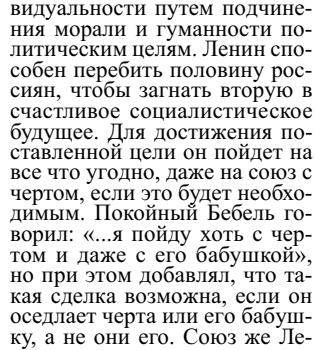 видуальности путем подчине-
ния морали и гуманности по-
литическим целям. Ленин спо-
собен перебить половину рос-
сиян, чтобы загнать вторую в
счастливое социалистическое
будущее. Для достижения по-
ставленной цели он пойдет на
все что угодно, даже на союз с
чертом, если это будет необхо-
димым. Покойный Бебель го-
ворил: «...я пойду хоть с чер-
том и даже с его бабушкой»,
но при этом добавлял, что та-
кая сделка возможна, если он
оседлает черта или его бабуш-
ку, а не они его. Союз же Ле-